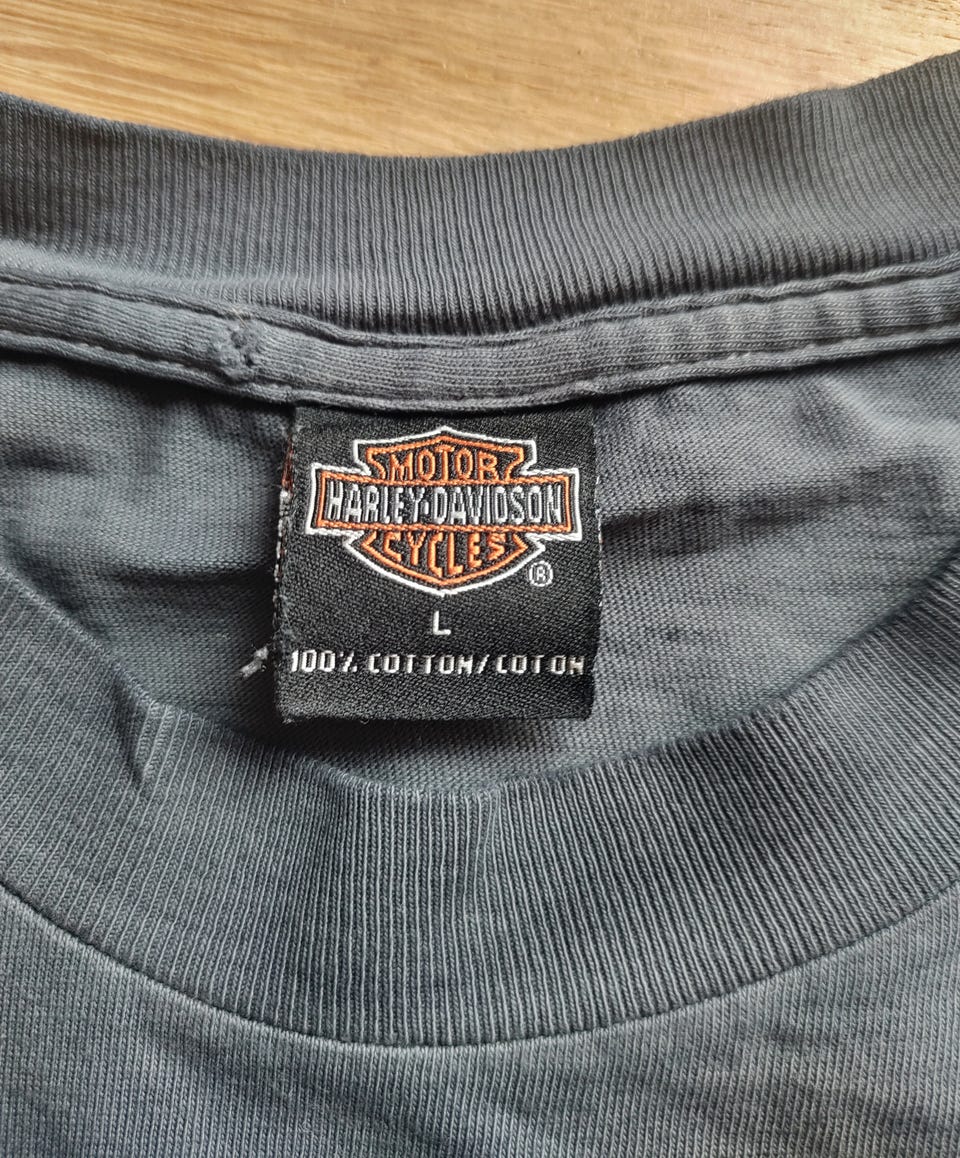 MOTOR
HARLEY-DAVIDSON
CYCLES
®
L
100% COTTON/COTON